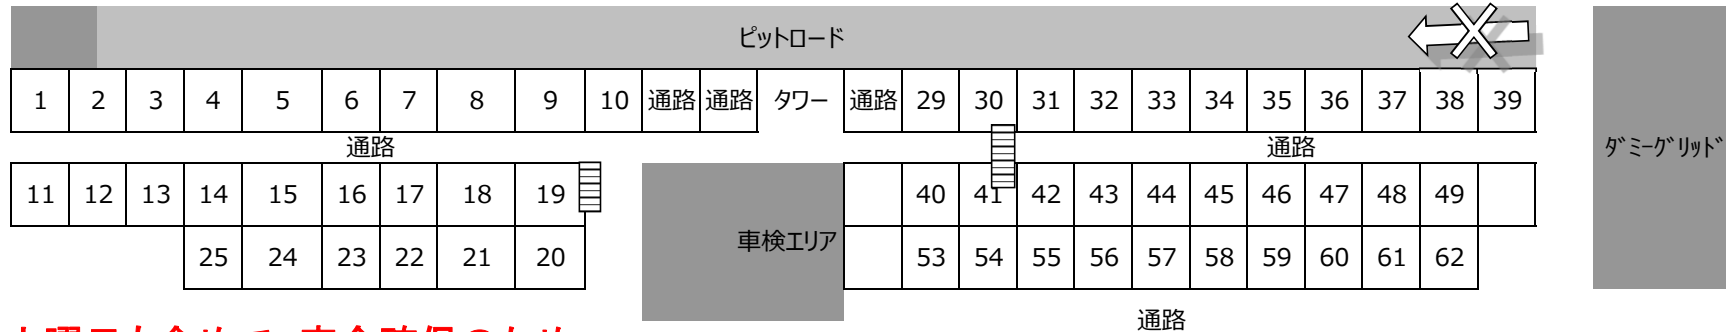 ピットロード
1 2 3 4 5 6 7 8 9 10 通路 通路 タワー 通路 29 30 31 32 33 34 35 36 37 38 39
通路 通路
ダミーグリッド
11 12 13 14 15 16 17 18 19 40 41 42 43 44 45 46 47 48 49
車検エリア
25 24 23 22 21 20 53 54 55 56 57 58 59 60 61 62
通路